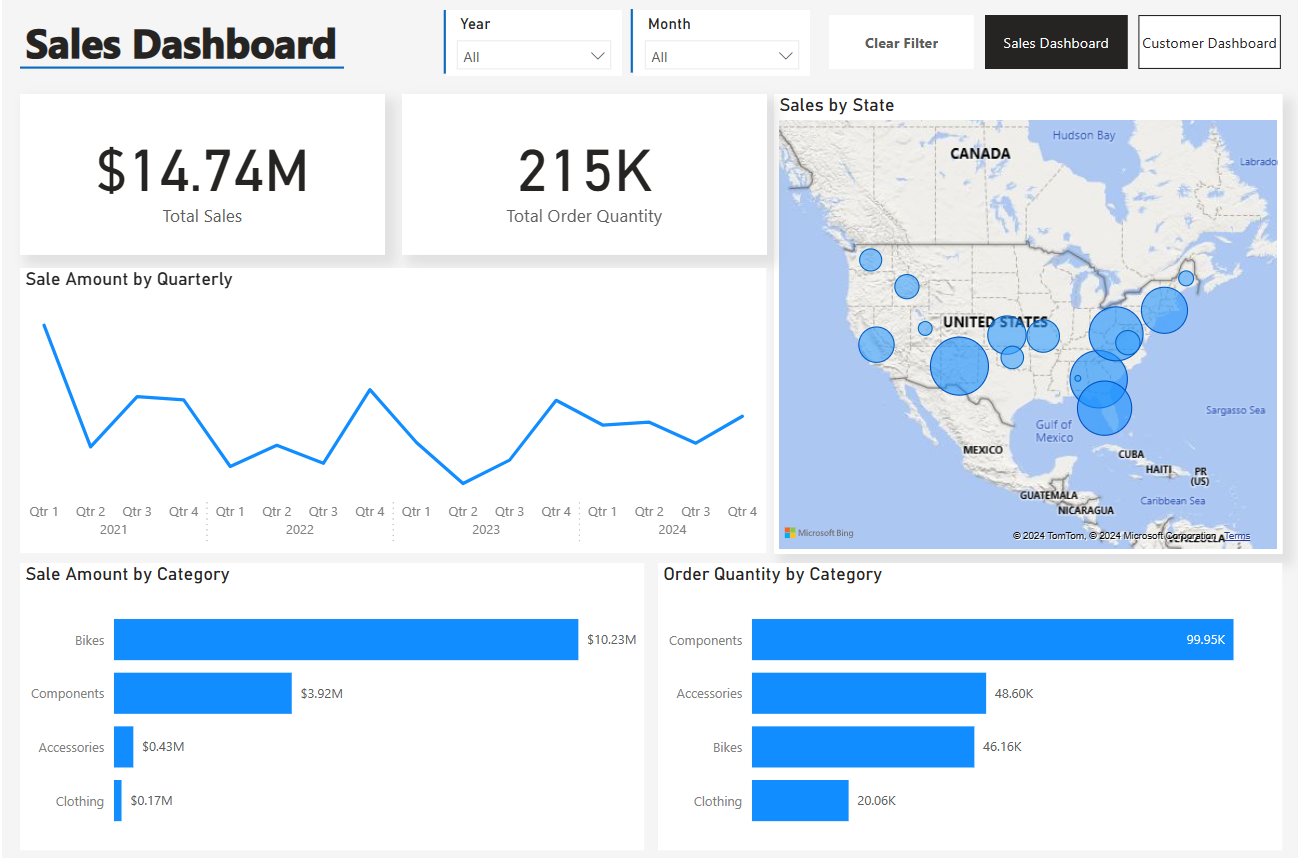 Sales Dashboard
Year
All
Month
All
Clear Filter
Sales Dashboard
Customer Dashboard
$14.74M
Total Sales
215K
Total Order Quantity
Sales by State
Hudson Bay
CANADA
Labrado
UNITED STATES
Sargasso Sea
Gulf of
Mexico
MEXICO
CUBA
HAITI
PR
(US)
GUATEMALA
Caribbean Sea
NICARAGUA
Microsoft Bing
© 2024 TomTom, © 2024 Microsoft Corporation Terms
VENEZUELA
Sale Amount by Quarterly
Qtr 1 Qtr 2 Qtr 3 Qtr 4 Qtr 1 Qtr 2 Qtr 3 Qtr 4 Qtr 1 Qtr 2 Qtr 3 Qtr 4 Qtr 1 Qtr 2 Qtr 3 Qtr 4
2021 2022 2023 2024
Sale Amount by Category
Bikes $10.23M
Components $3.92M
Accessories $0.43M
Clothing $0.17M
Order Quantity by Category
Components 99.95K
Accessories 48.60K
Bikes 46.16K
Clothing 20.06K